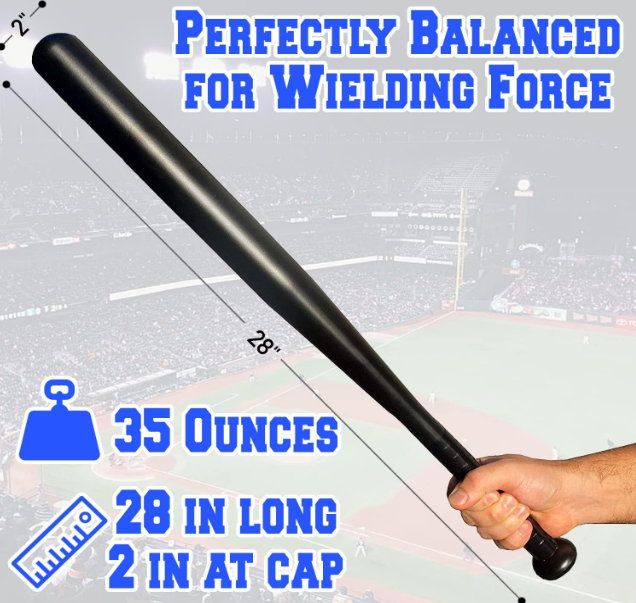 2"
PERFECTLY BALANCED
FOR WIELDING FORCE
28"
35 OUNCES
28 IN LONG
2 IN AT CAP